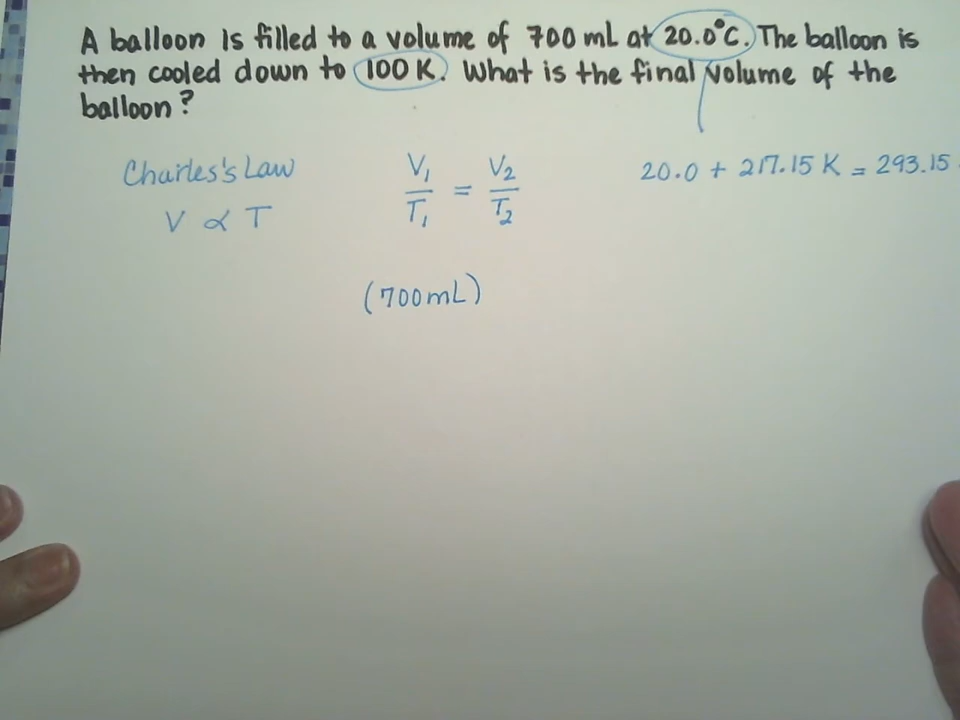 A balloon is filled to a volume of 700 mL at 20.0°C. The balloon is
then cooled down to 100 K. What is the final volume of the
balloon?
Charles's Law
V ∝ T
V₁/T₁ = V₂/T₂
20.0 + 217.15 K = 293.15
(700mL)